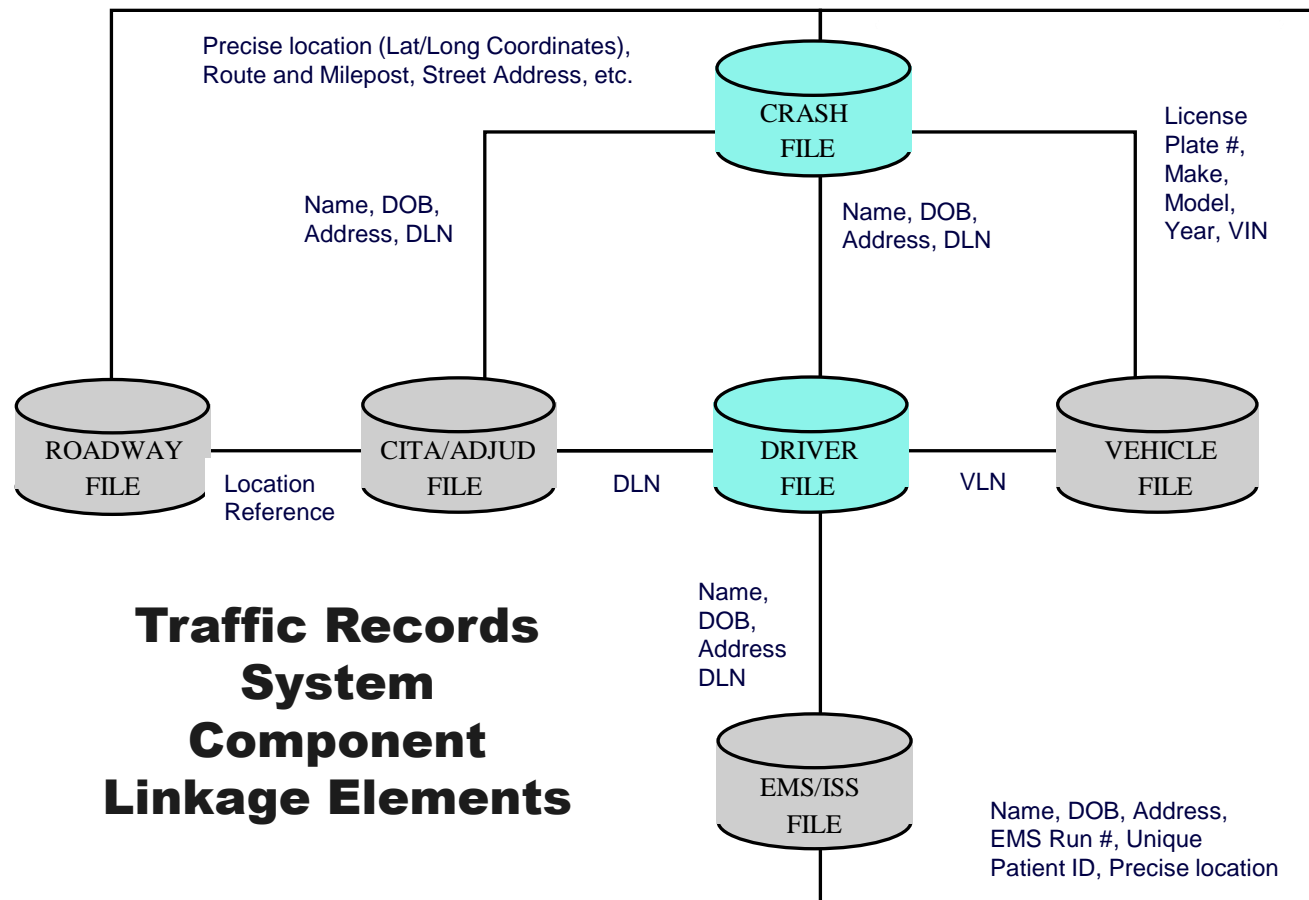 Precise location (Lat/Long Coordinates),
Route and Milepost, Street Address, etc.
CRASH
FILE
License
Plate #,
Make,
Model,
Year, VIN
Name, DOB,
Address, DLN
Name, DOB,
Address, DLN
ROADWAY
FILE
Location
Reference
CITA/ADJUD
FILE
DLN
DRIVER
FILE
VLN
VEHICLE
FILE
Name,
DOB,
Address
DLN
Traffic Records
System
Component
Linkage Elements
EMS/ISS
FILE
Name, DOB, Address,
EMS Run #, Unique
Patient ID, Precise location